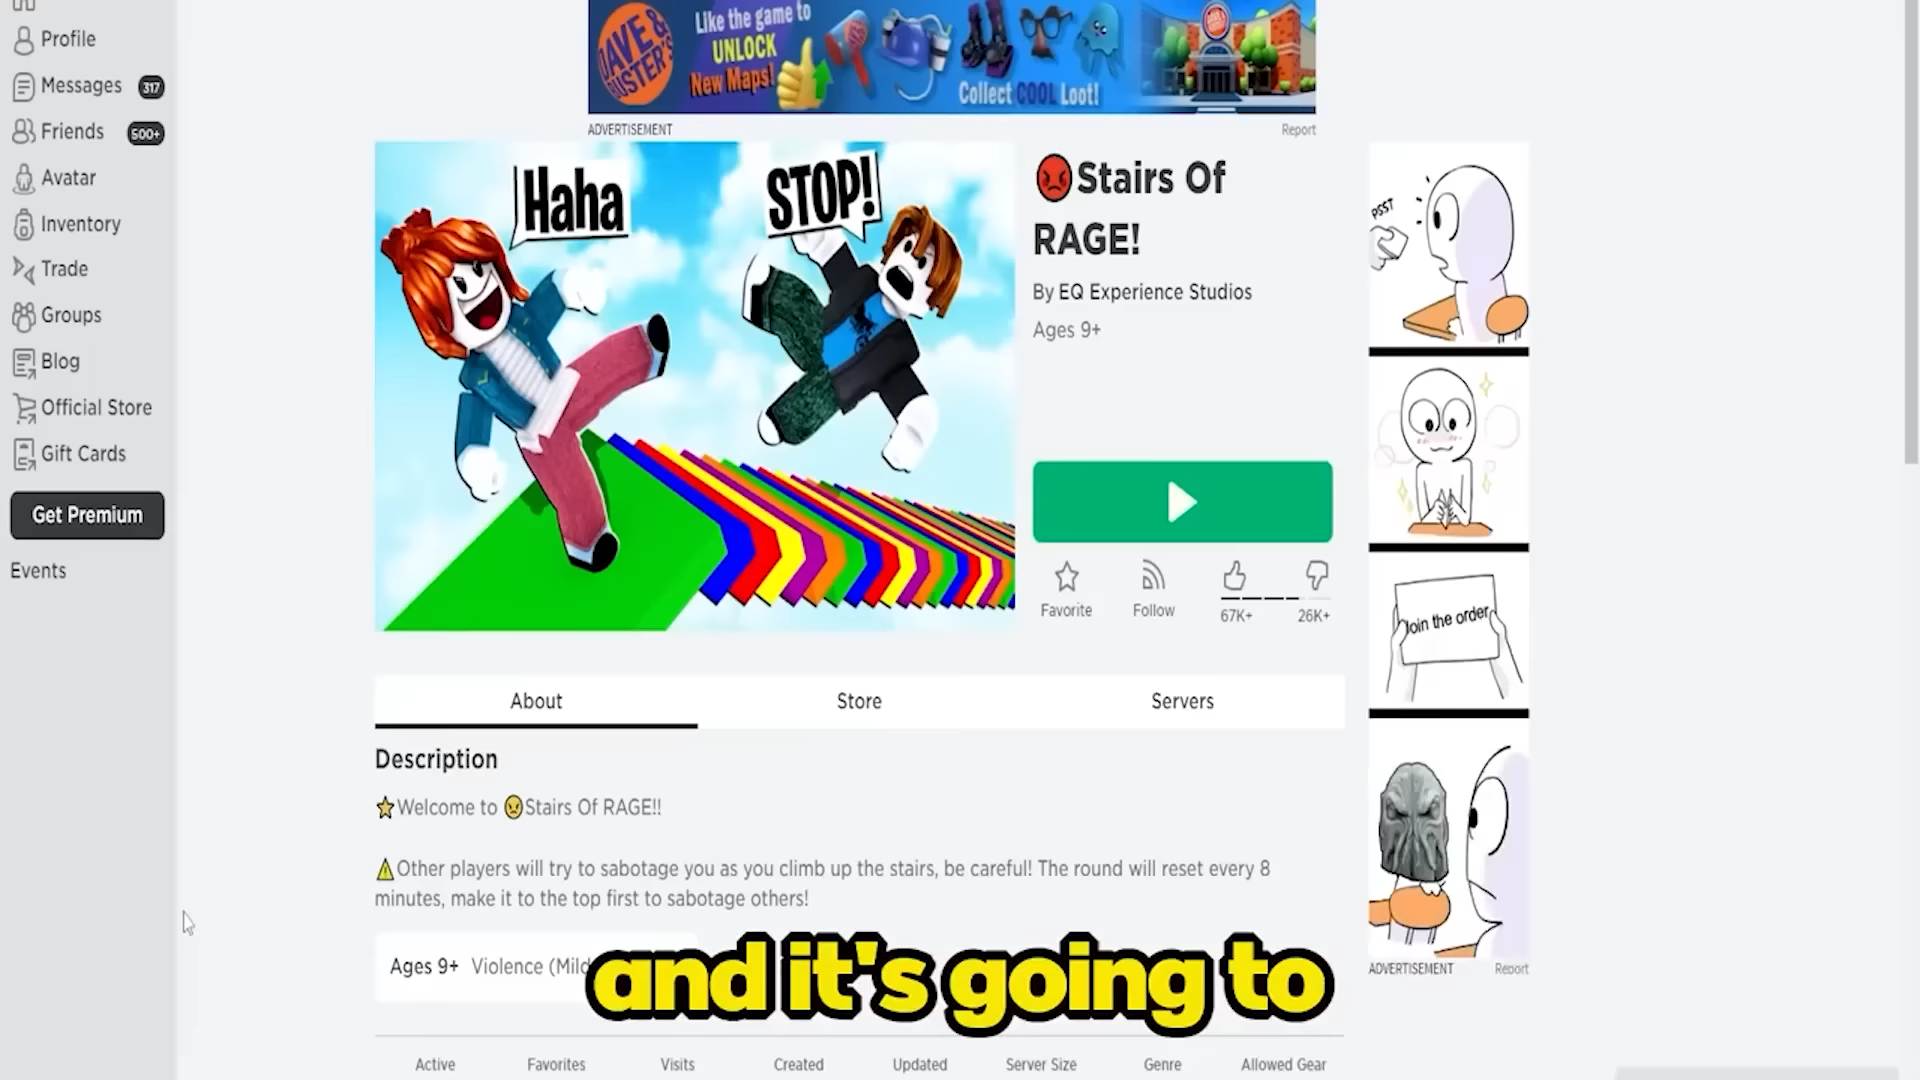 Profile
Messages 317
Friends 500+
Avatar
Inventory
Trade
Groups
Blog
Official Store
Gift Cards
Get Premium
Events
DAVE &
BUSTER'S
Like the game to
UNLOCK
New Maps!
Collect COOL Loot!
ADVERTISEMENT
Report
Haha
STOP!
Stairs Of
RAGE!
By EQ Experience Studios
Ages 9+
Favorite
Follow
67K+
26K+
PSST
Join the order
ADVERTISEMENT
Report
About
Store
Servers
Description
Welcome to 😠Stairs Of RAGE!!
⚠Other players will try to sabotage you as you climb up the stairs, be careful! The round will reset every 8
minutes, make it to the top first to sabotage others!
Ages 9+ Violence (Mild
and it's going to
Active
Favorites
Visits
Created
Updated
Server Size
Genre
Allowed Gear